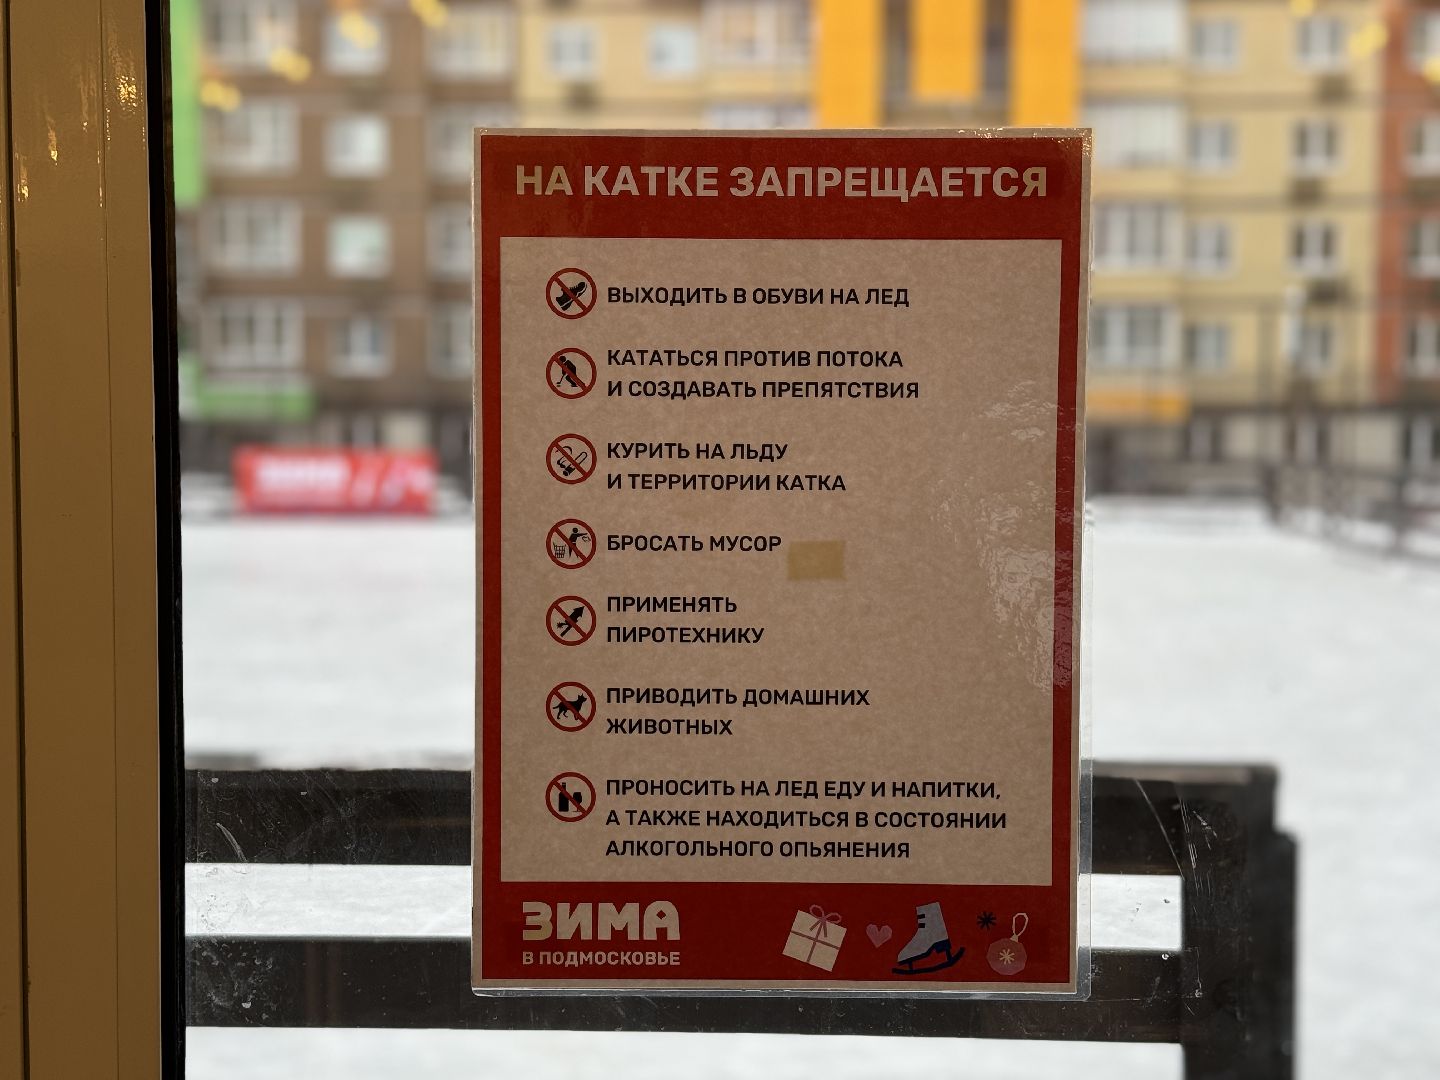 НА КАТКЕ ЗАПРЕЩАЕТСЯ
ВЫХОДИТЬ В ОБУВИ НА ЛЕД
КАТАТЬСЯ ПРОТИВ ПОТОКА
И СОЗДАВАТЬ ПРЕПЯТСТВИЯ
КУРИТЬ НА ЛЬДУ
И ТЕРРИТОРИИ КАТКА
БРОСАТЬ МУСОР
ПРИМЕНЯТЬ
ПИРОТЕХНИКУ
ПРИВОДИТЬ ДОМАШНИХ
ЖИВОТНЫХ
ПРОНОСИТЬ НА ЛЕД ЕДУ И НАПИТКИ,
А ТАКЖЕ НАХОДИТЬСЯ В СОСТОЯНИИ
АЛКОГОЛЬНОГО ОПЬЯНЕНИЯ
ЗИМА
В ПОДМОСКОВЬЕ